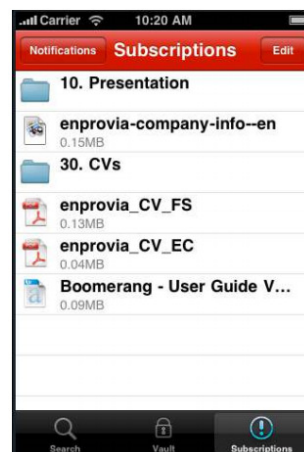 Carrier 10:20 AM
Notifications Subscriptions Edit
10. Presentation
enprovia-company-info--en
0.15MB
30. CVs
enprovia_CV_FS
0.13MB
enprovia_CV_EC
0.04MB
Boomerang - User Guide V...
0.09MB
Search Vault Subscriptions